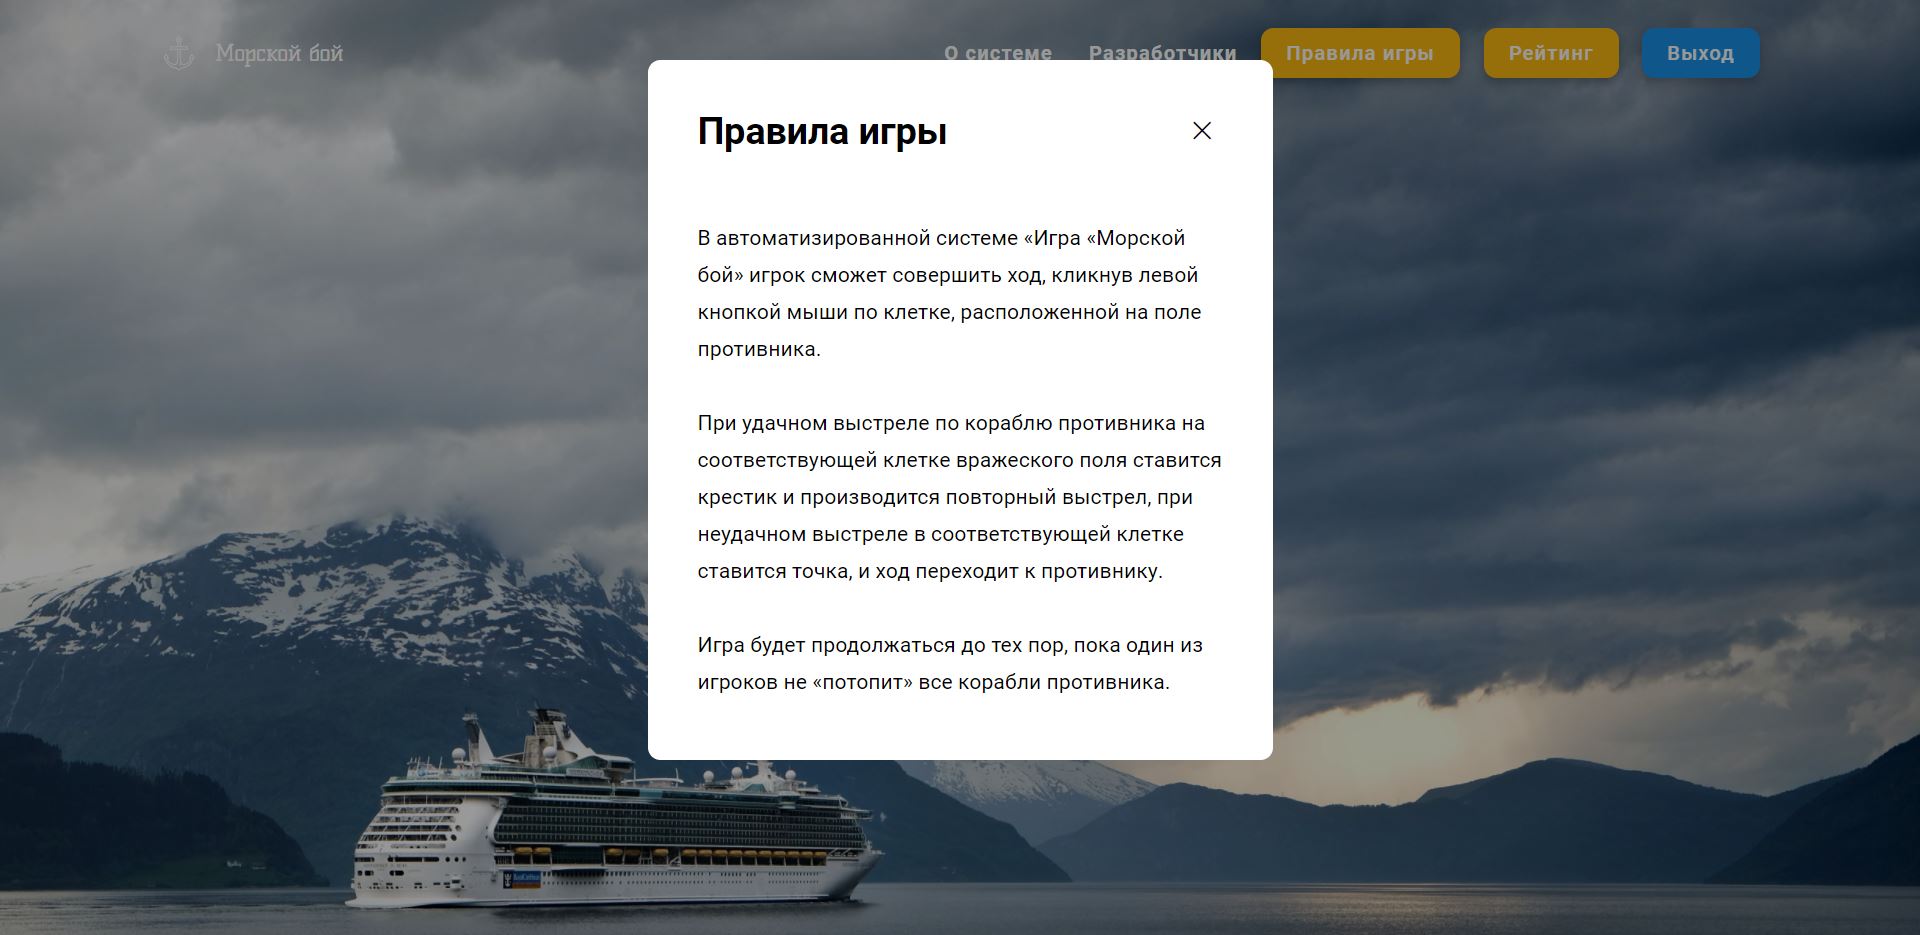 Морской бой
О системе
Разработчики
Правила игры
Рейтинг
Выход
Правила игры
В автоматизированной системе «Игра «Морской
бой» игрок сможет совершить ход, кликнув левой
кнопкой мыши по клетке, расположенной на поле
противника.
При удачном выстреле по кораблю противника на
соответствующей клетке вражеского поля ставится
крестик и производится повторный выстрел, при
неудачном выстреле в соответствующей клетке
ставится точка, и ход переходит к противнику.
Игра будет продолжаться до тех пор, пока один из
игроков не «потопит» все корабли противника.